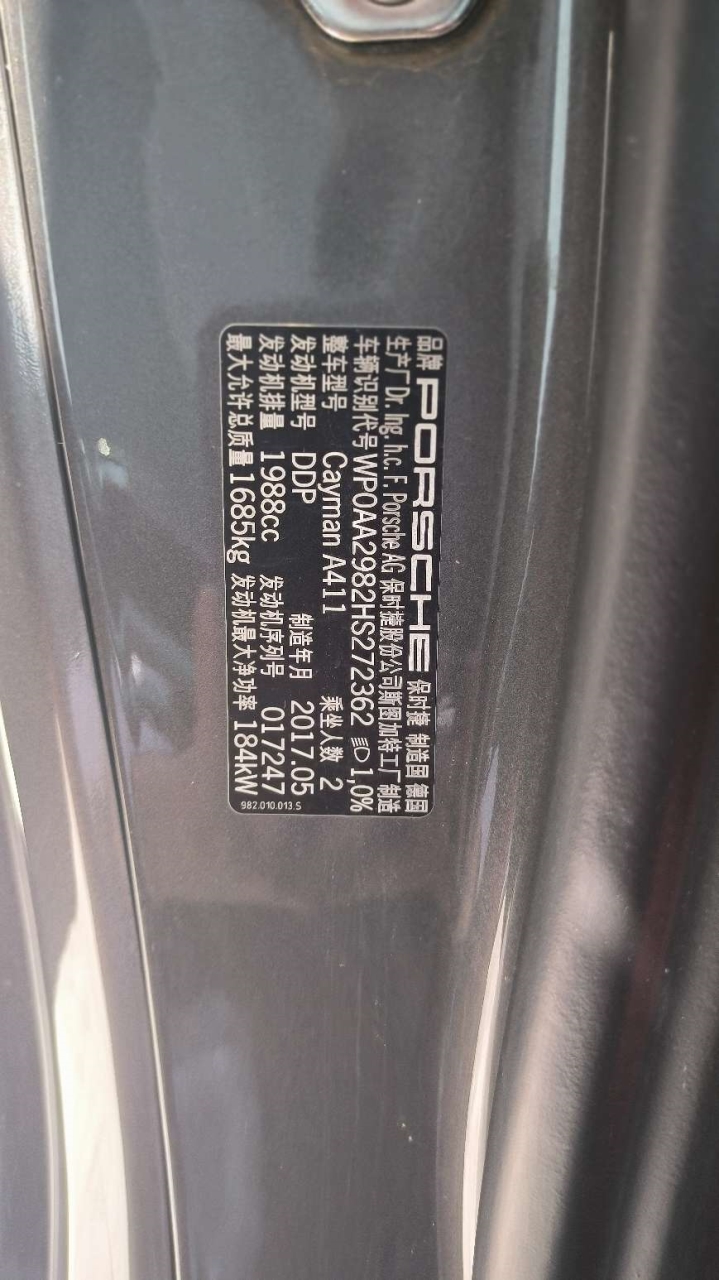 品牌 PORSCHE 保时捷 制造国 德国
生产厂 Dr. Ing. h.c. F. Porsche AG 保时捷股份公司斯图加特工厂制造
车辆识别代号 WP0AA2982HS272362 1,0%
整车型号 Cayman A411 乘坐人数 2
发动机型号 DDP 制造年月 2017.05
发动机排量 1988cc 发动机序列号 017247
最大允许总质量 1685kg 发动机最大净功率 184kW
982.010.013.S